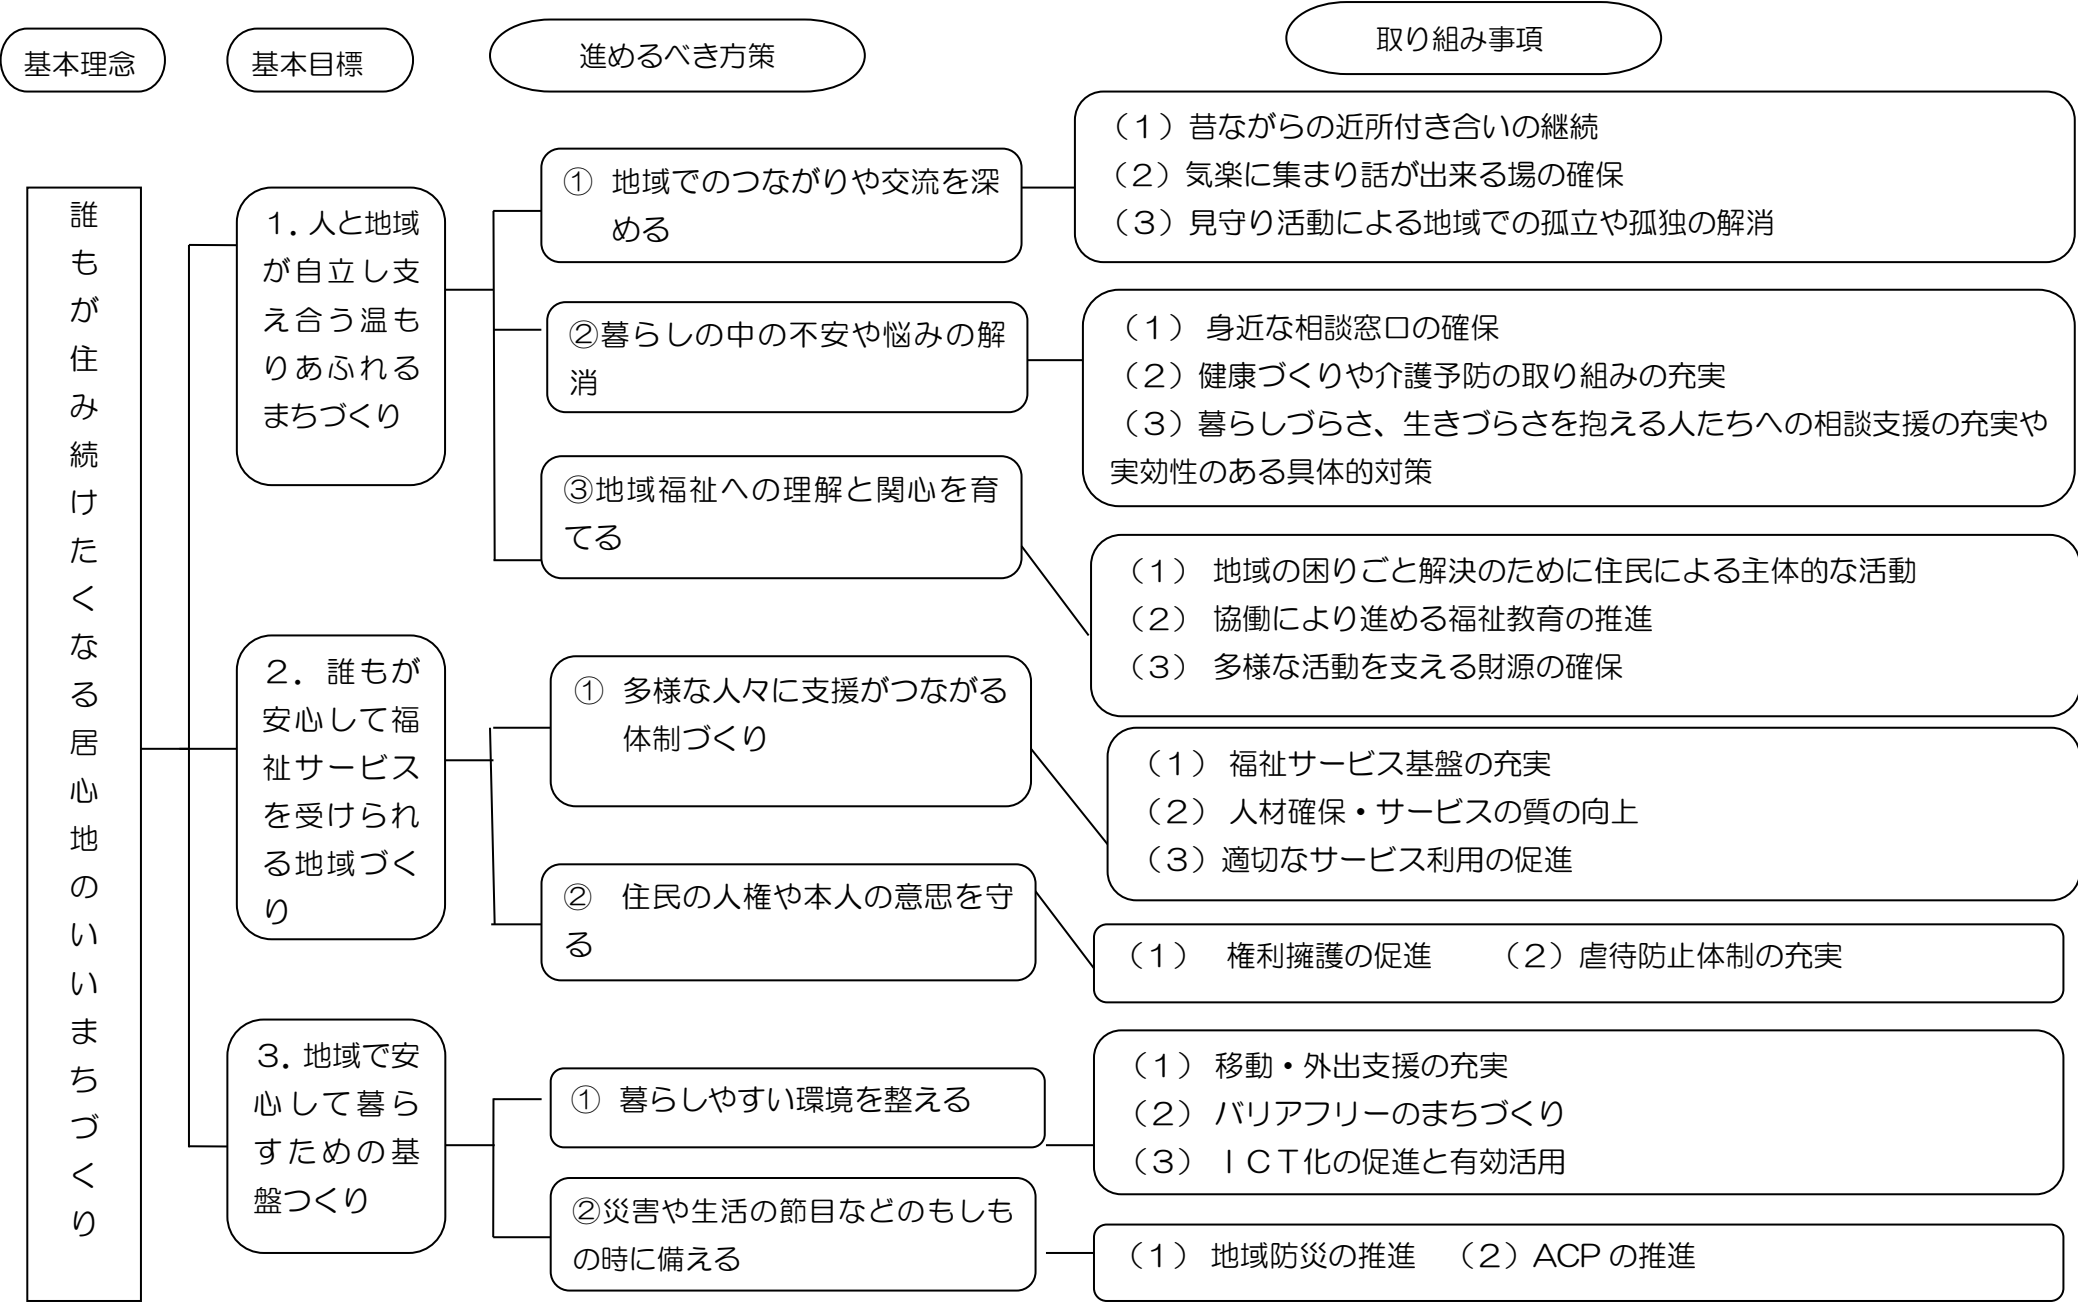 基本理念
基本目標
進めるべき方策
取り組み事項
誰もが住み続けたくなる居心地のいいまちづくり
１．人と地域
が自立し支
え合う温も
りあふれる
まちづくり
① 地域でのつながりや交流を深
める
（１）昔ながらの近所付き合いの継続
（２）気楽に集まり話が出来る場の確保
（３）見守り活動による地域での孤立や孤独の解消
②暮らしの中の不安や悩みの解
消
（１） 身近な相談窓口の確保
（２）健康づくりや介護予防の取り組みの充実
（３）暮らしづらさ、生きづらさを抱える人たちへの相談支援の充実や
実効性のある具体的対策
③地域福祉への理解と関心を育
てる
（１） 地域の困りごと解決のために住民による主体的な活動
（２） 協働により進める福祉教育の推進
（３） 多様な活動を支える財源の確保
２．誰もが
安心して福
祉サービス
を受けられ
る地域づく
り
① 多様な人々に支援がつながる
体制づくり
（１） 福祉サービス基盤の充実
（２） 人材確保・サービスの質の向上
（３）適切なサービス利用の促進
② 住民の人権や本人の意思を守
る
（１） 権利擁護の促進 （２）虐待防止体制の充実
３．地域で安
心して暮ら
すための基
盤つくり
① 暮らしやすい環境を整える
（１） 移動・外出支援の充実
（２） バリアフリーのまちづくり
（３） ＩＣＴ化の促進と有効活用
②災害や生活の節目などのもしも
の時に備える
（１） 地域防災の推進 （２）ACP の推進